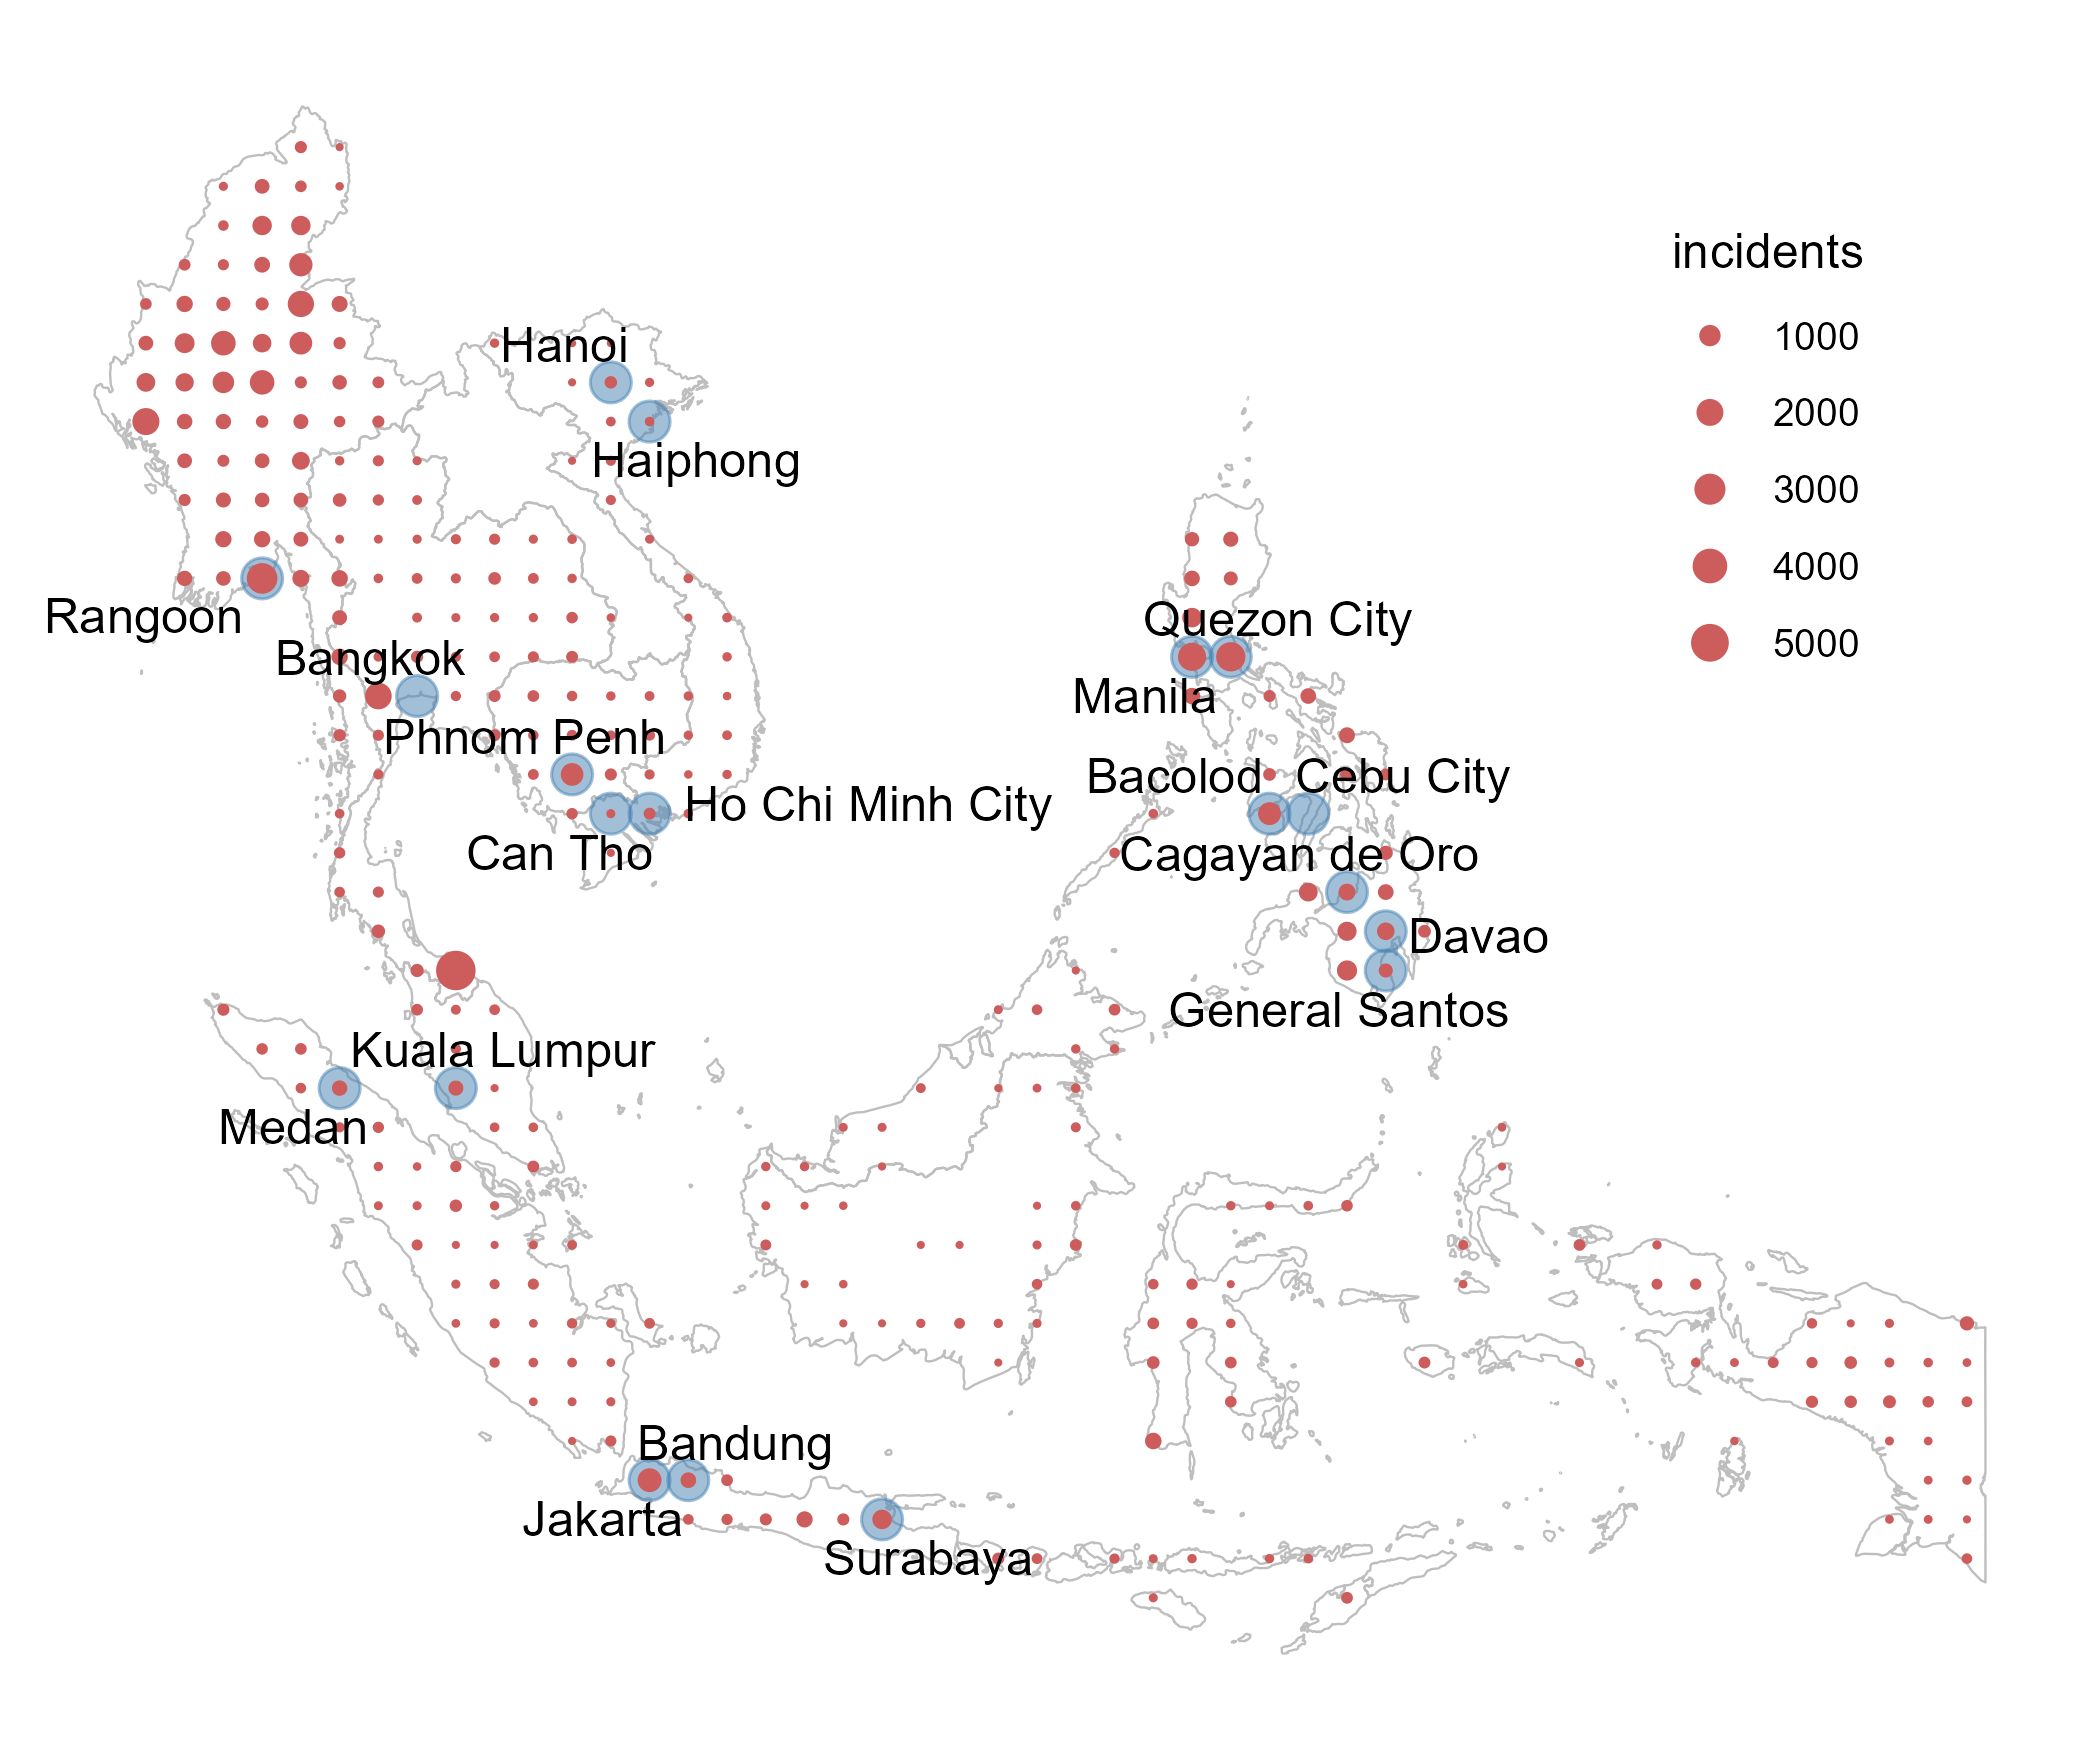 incidents
1000
2000
3000
4000
5000
Hanoi
Haiphong
Rangoon
Bangkok
Quezon City
Manila
Phnom Penh
Bacolod
Cebu City
Ho Chi Minh City
Can Tho
Cagayan de Oro
Davao
General Santos
Kuala Lumpur
Medan
Bandung
Jakarta
Surabaya